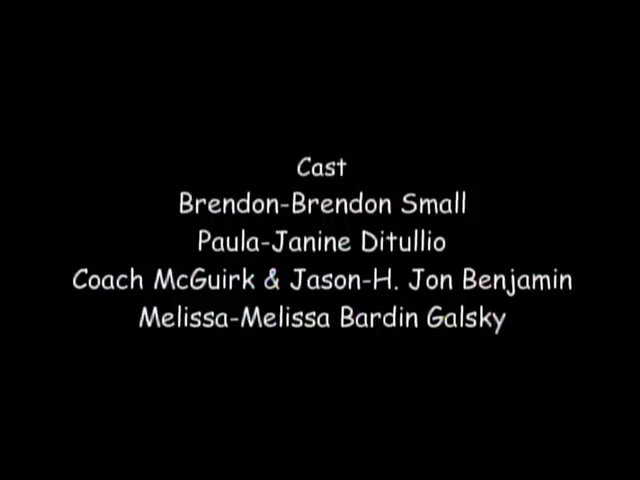 Cast
Brendon-Brendon Small
Paula-Janine Ditullio
Coach McGuirk & Jason-H. Jon Benjamin
Melissa-Melissa Bardin Galsky